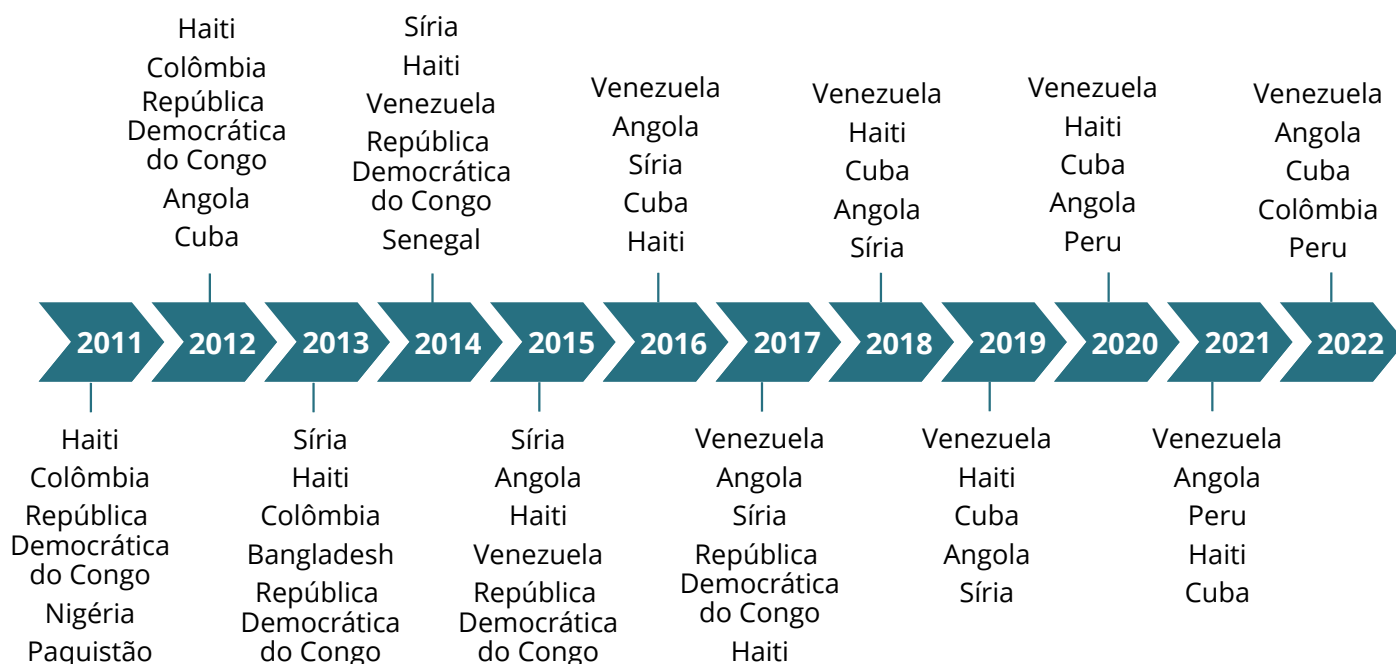 Haiti
Colômbia
República
Democrática
do Congo
Angola
Cuba
Síria
Haiti
Venezuela
República
Democrática
do Congo
Senegal
Venezuela
Angola
Síria
Cuba
Haiti
Venezuela
Haiti
Cuba
Angola
Síria
Venezuela
Haiti
Cuba
Angola
Peru
Venezuela
Angola
Cuba
Colômbia
Peru
2011 2012 2013 2014 2015 2016 2017 2018 2019 2020 2021 2022
Haiti
Colômbia
República
Democrática
do Congo
Nigéria
Paquistão
Síria
Haiti
Colômbia
Bangladesh
República
Democrática
do Congo
Síria
Angola
Haiti
Venezuela
República
Democrática
do Congo
Venezuela
Angola
Síria
República
Democrática
do Congo
Haiti
Venezuela
Haiti
Cuba
Angola
Síria
Venezuela
Angola
Peru
Haiti
Cuba